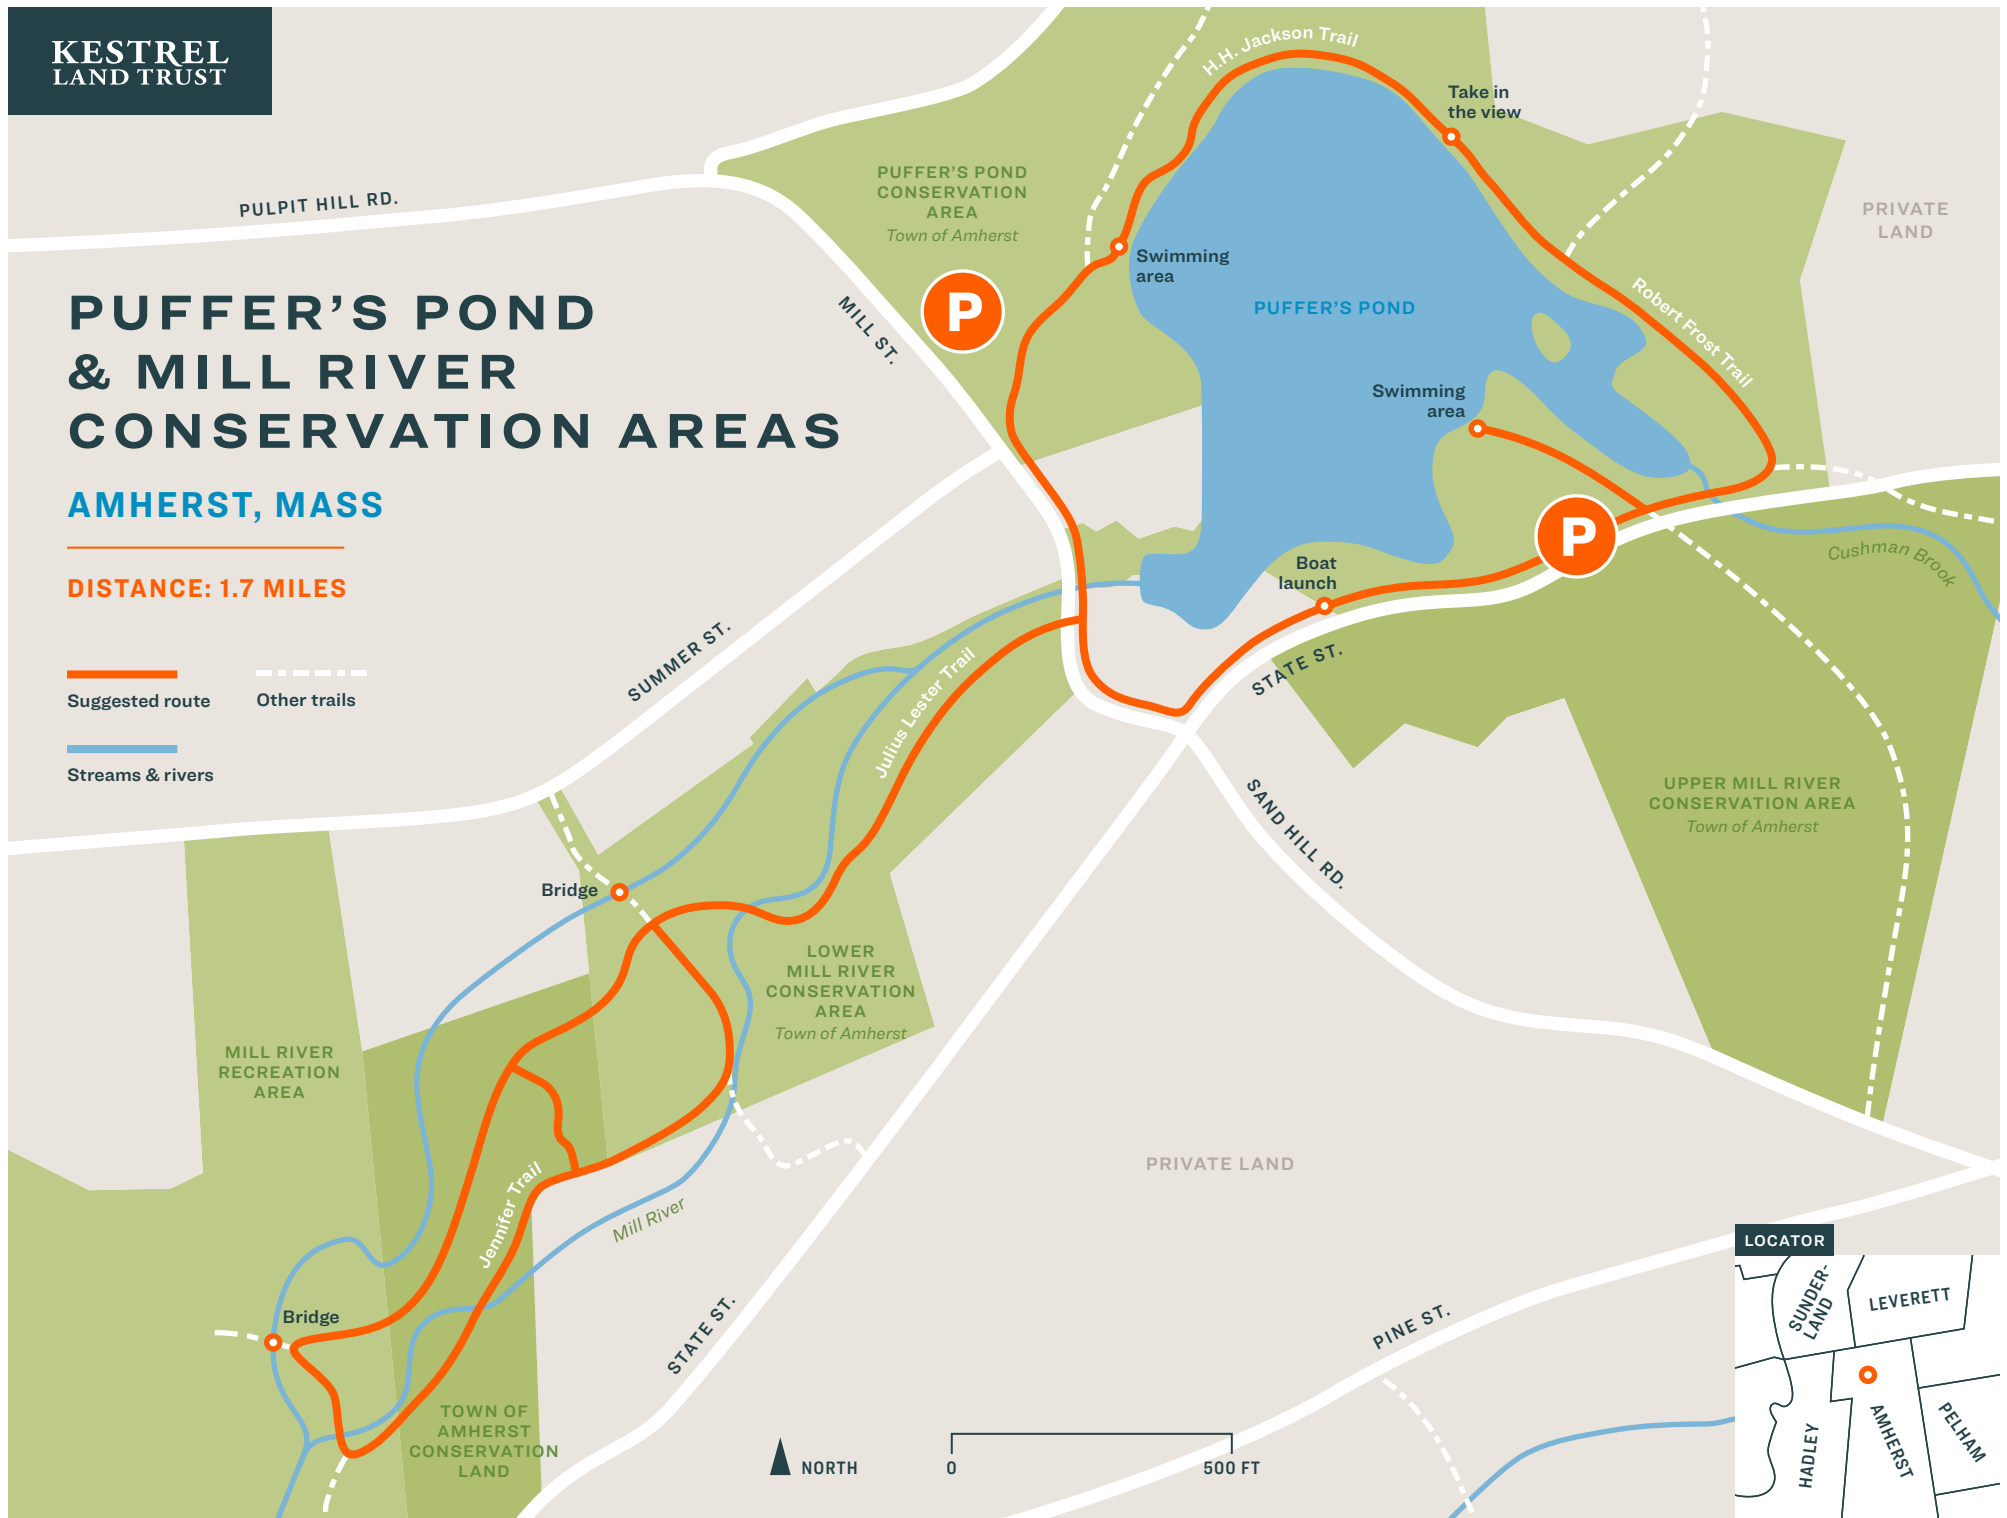 KESTREL
LAND TRUST
PULPIT HILL RD.
PUFFER'S POND
& MILL RIVER
CONSERVATION AREAS
AMHERST, MASS
DISTANCE: 1.7 MILES
Suggested route
Other trails
Streams & rivers
H.H. Jackson Trail
Take in
the view
PUFFER'S POND
CONSERVATION
AREA
Town of Amherst
PRIVATE
LAND
Swimming
area
P
MILL ST.
PUFFER'S POND
Robert Frost Trail
Swimming
area
P
Cushman Brook
Boat
launch
STATE ST.
SUMMER ST.
Julius Lester Trail
UPPER MILL RIVER
CONSERVATION AREA
Town of Amherst
SAND HILL RD.
Bridge
LOWER
MILL RIVER
CONSERVATION
AREA
Town of Amherst
MILL RIVER
RECREATION
AREA
Jennifer Trail
Mill River
PRIVATE LAND
Bridge
STATE ST.
PINE ST.
TOWN OF
AMHERST
CONSERVATION
LAND
NORTH
0
500 FT
LOCATOR
SUNDER-
LAND
LEVERETT
HADLEY
AMHERST
PELHAM